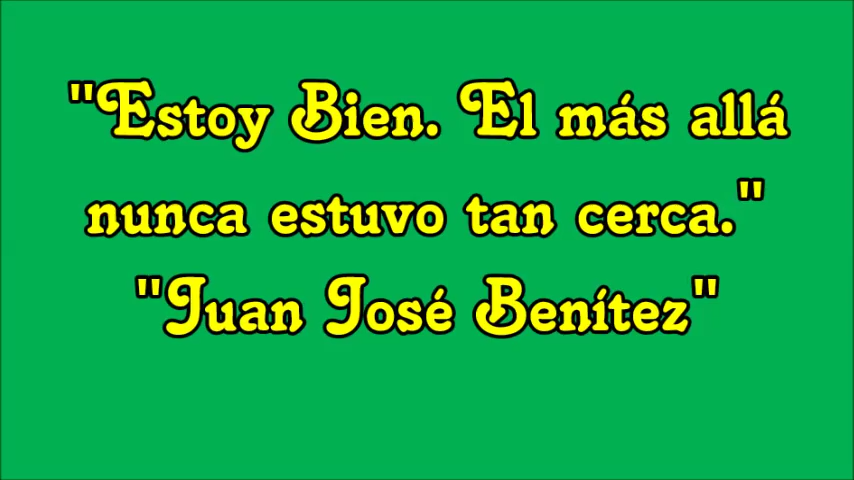 "Estoy Bien. El más allá
nunca estuvo tan cerca."
"Juan José Benítez"